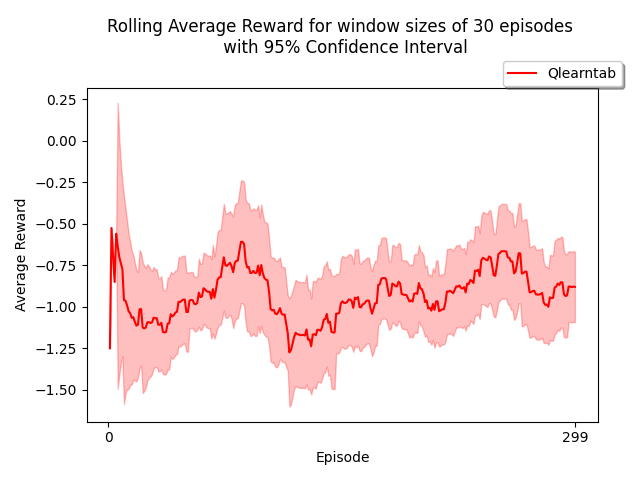 Rolling Average Reward for window sizes of 30 episodes
with 95% Confidence Interval
Qlearntab
0.25
0.00
−0.25
−0.50
−0.75
−1.00
−1.25
−1.50
Average Reward
0
299
Episode